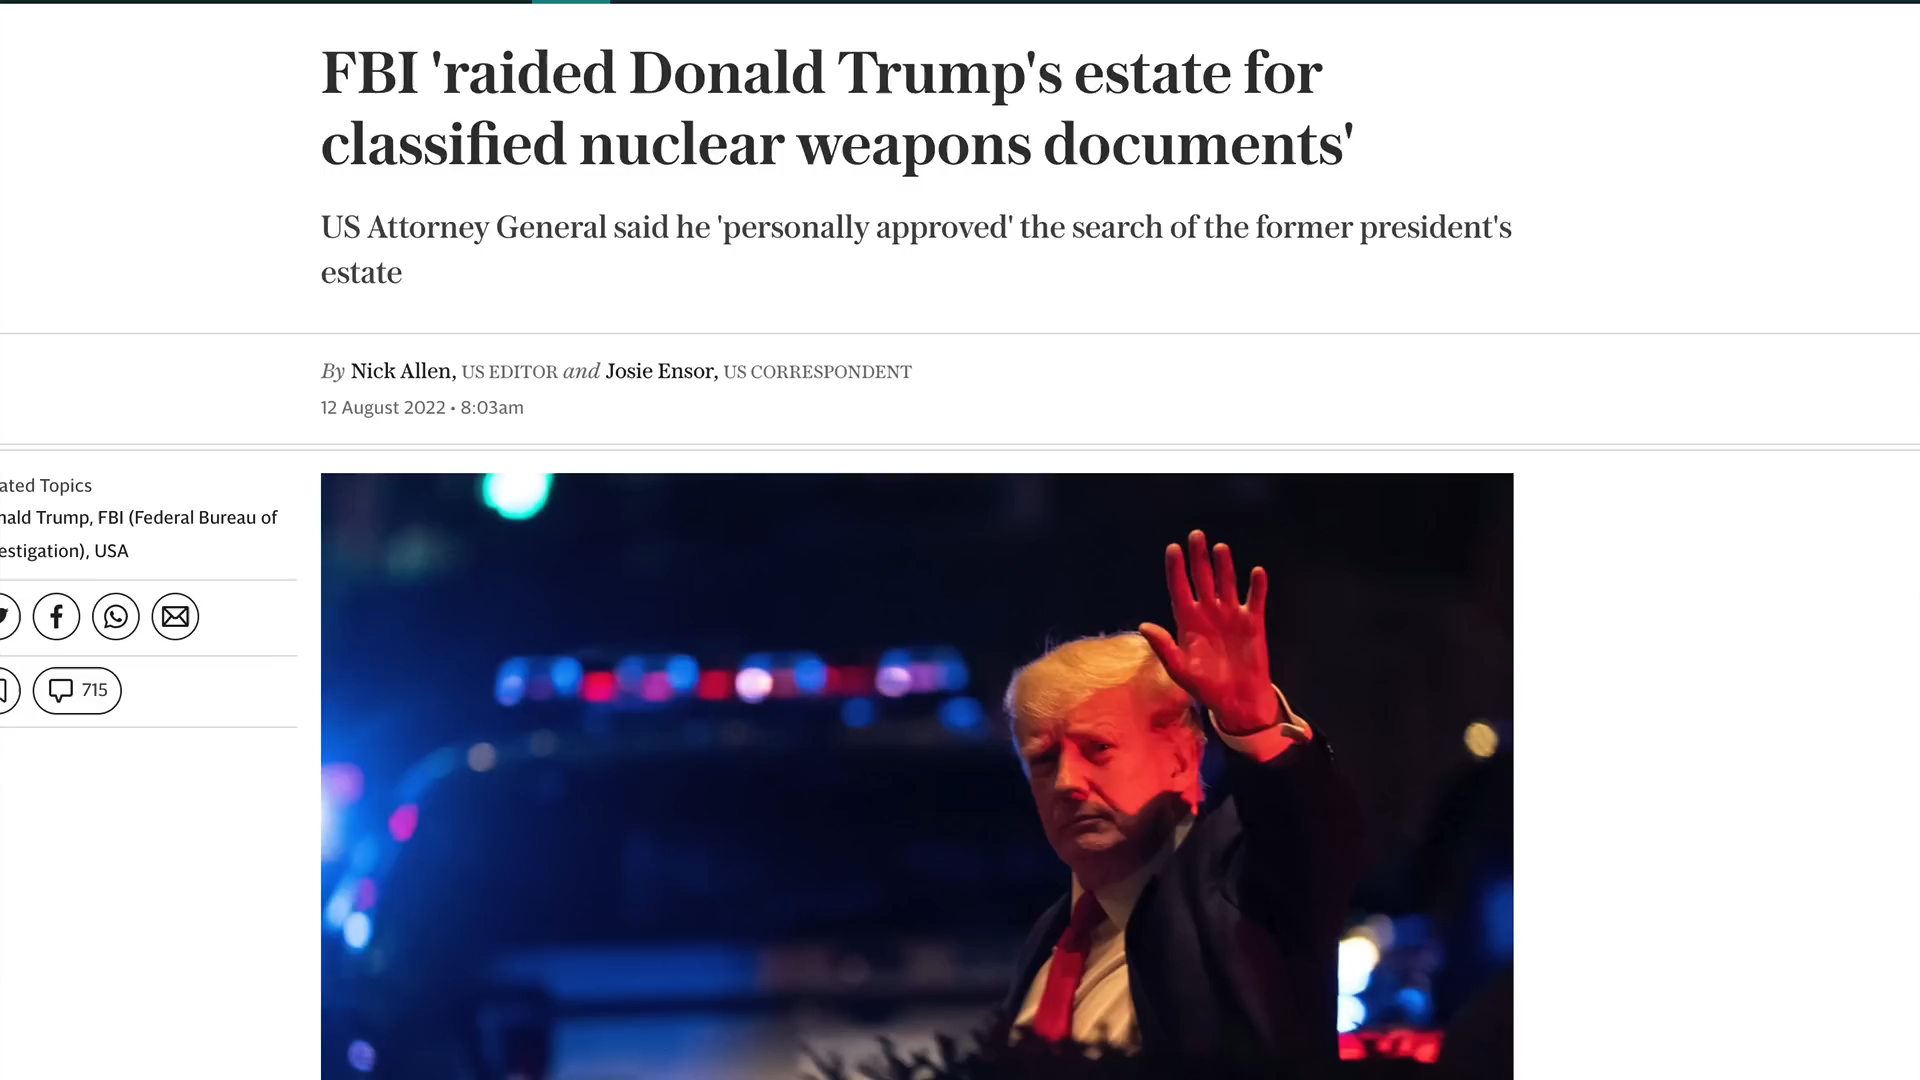 FBI 'raided Donald Trump's estate for
classified nuclear weapons documents'
US Attorney General said he 'personally approved' the search of the former president's
estate
By Nick Allen, US EDITOR and Josie Ensor, US CORRESPONDENT
12 August 2022 • 8:03am
ated Topics
nald Trump, FBI (Federal Bureau of
estigation), USA
715